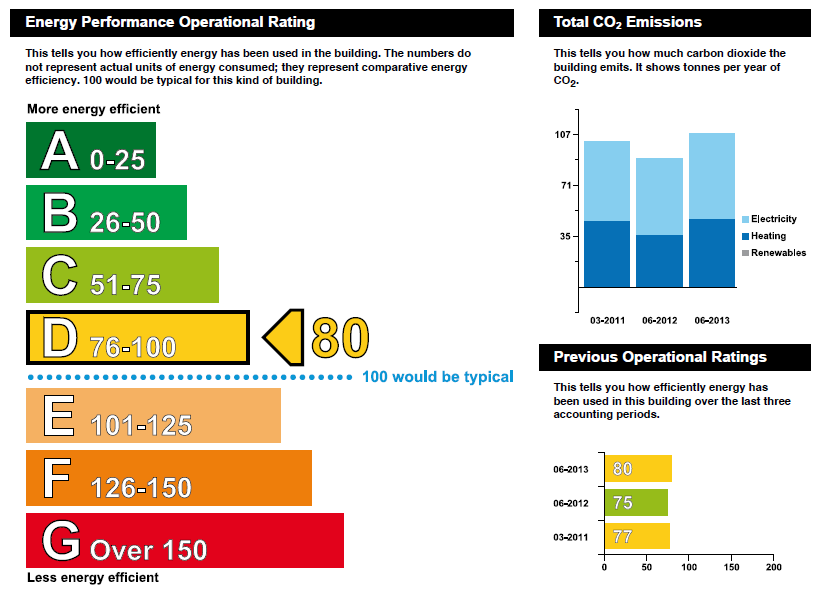 Energy Performance Operational Rating
This tells you how efficiently energy has been used in the building. The numbers do
not represent actual units of energy consumed; they represent comparative energy
efficiency. 100 would be typical for this kind of building.
More energy efficient
A 0-25
B 26-50
C 51-75
D 76-100
80
100 would be typical
E 101-125
F 126-150
G Over 150
Less energy efficient
Total CO₂ Emissions
This tells you how much carbon dioxide the
building emits. It shows tonnes per year of
CO₂.
107
71
35
Electricity
Heating
Renewables
03-2011 06-2012 06-2013
Previous Operational Ratings
This tells you how efficiently energy has
been used in this building over the last three
accounting periods.
06-2013 80
06-2012 75
03-2011 77
0 50 100 150 200